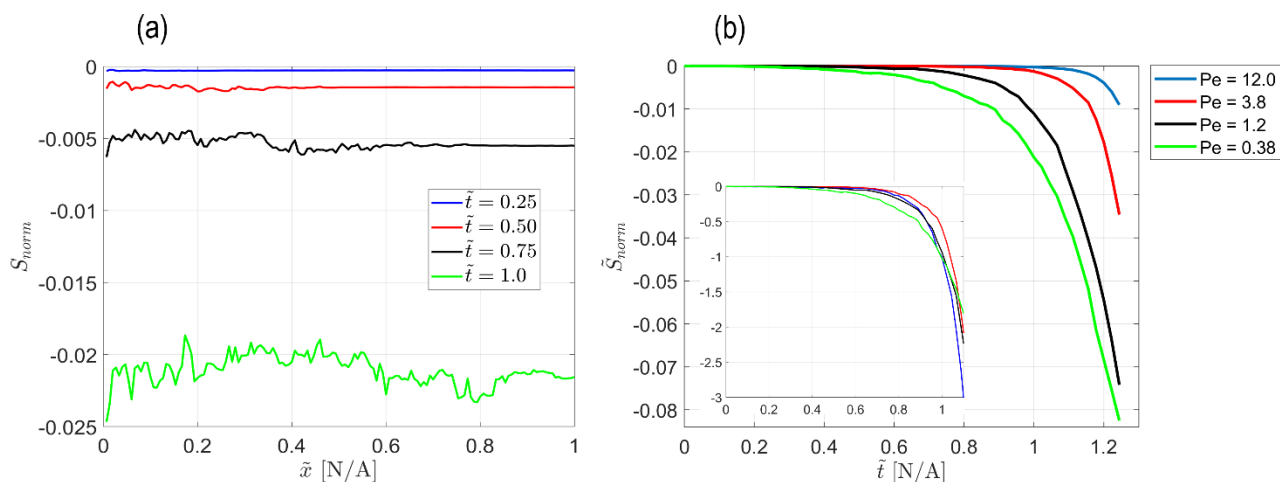 (a)
0
-0.005
-0.01
-0.015
-0.02
-0.025
S_norm
t̃ = 0.25
t̃ = 0.50
t̃ = 0.75
t̃ = 1.0
0 0.2 0.4 0.6 0.8 1
x̃ [N/A]
(b)
0
-0.01
-0.02
-0.03
-0.04
-0.05
-0.06
-0.07
-0.08
S̃_norm
0
-0.5
-1
-1.5
-2
-2.5
-3
0 0.2 0.4 0.6 0.8 1
0 0.2 0.4 0.6 0.8 1 1.2
t̃ [N/A]
Pe = 12.0
Pe = 3.8
Pe = 1.2
Pe = 0.38